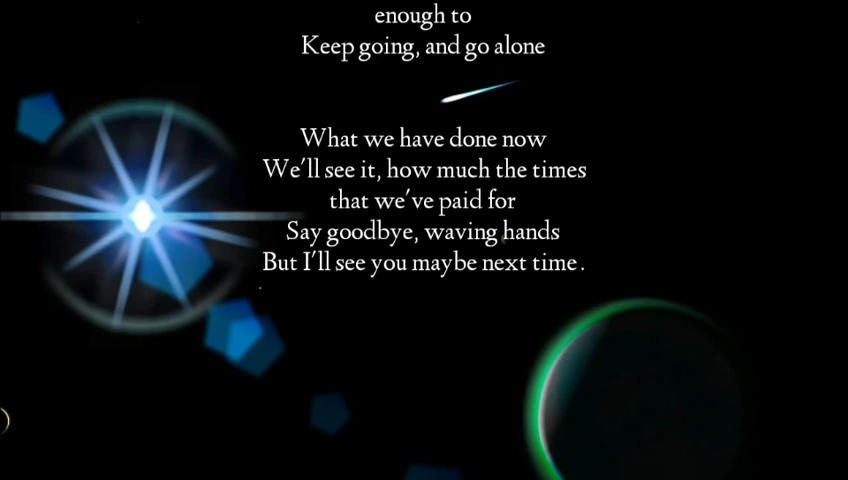 enough to
Keep going, and go alone
What we have done now
We'll see it, how much the times
that we've paid for
Say goodbye, waving hands
But I'll see you maybe next time.